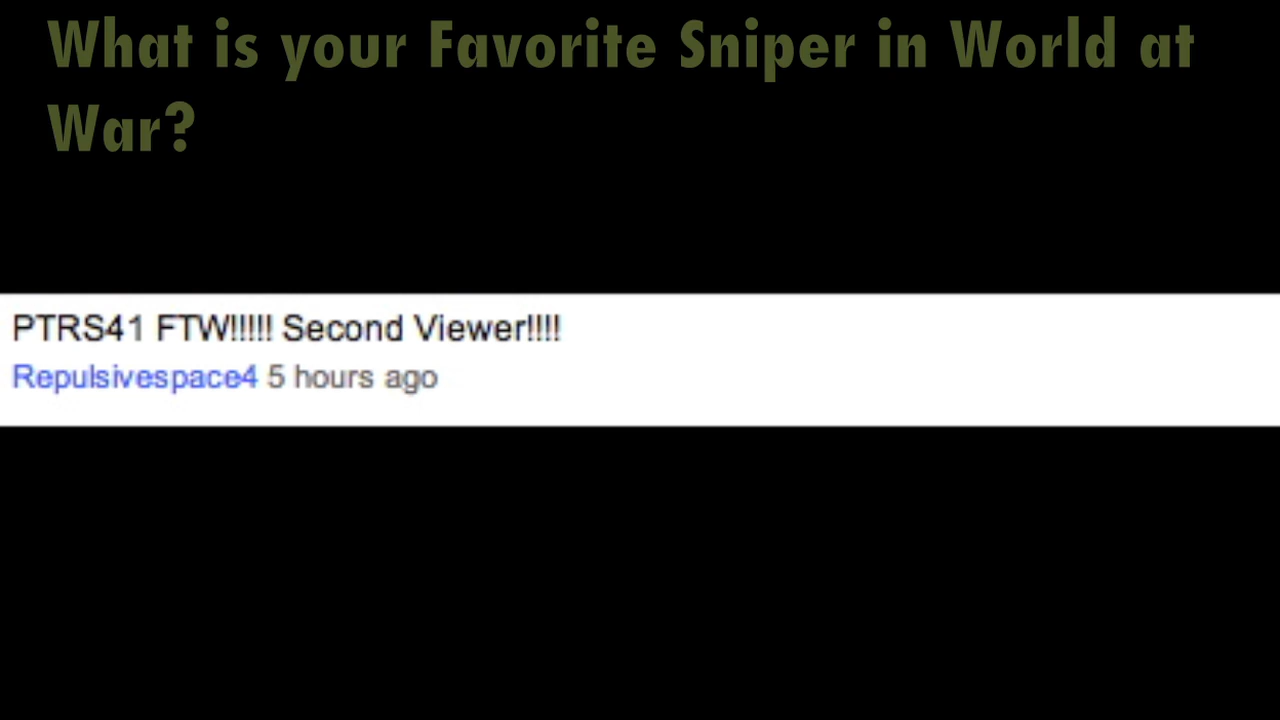 What is your Favorite Sniper in World at
War?
PTRS41 FTW!!!!! Second Viewer!!!!
Repulsivespace4 5 hours ago